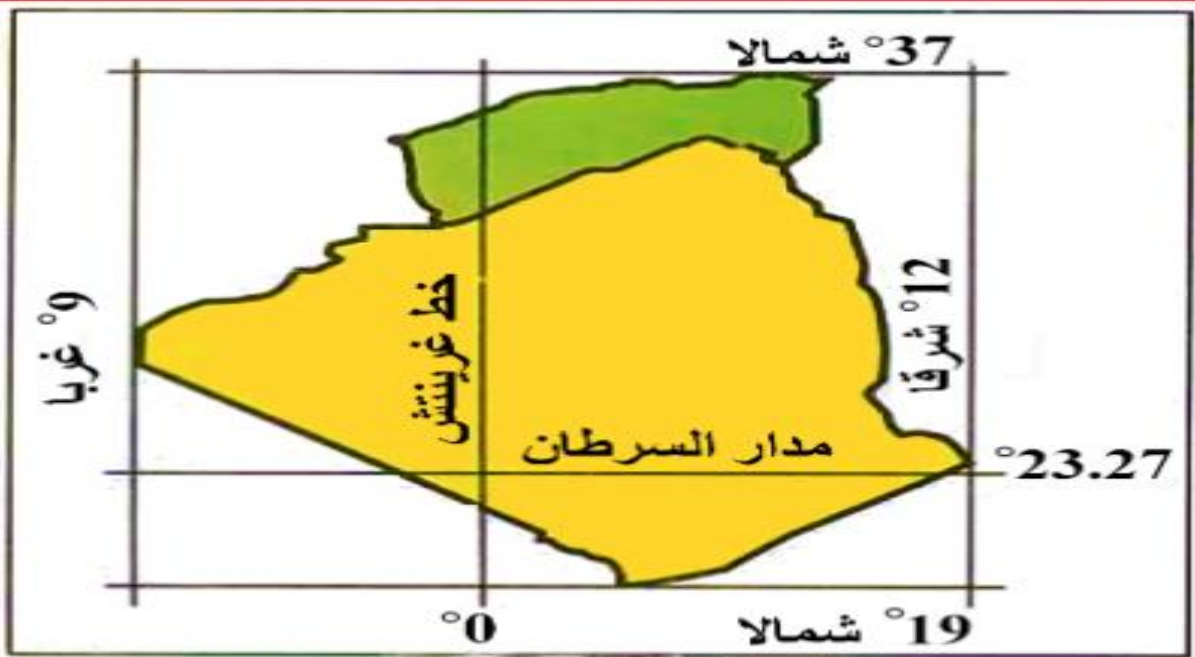 37° شمالا
9° غربا
خط غرينتش
12° شرقا
مدار السرطان
23.27°
0°
19° شمالا